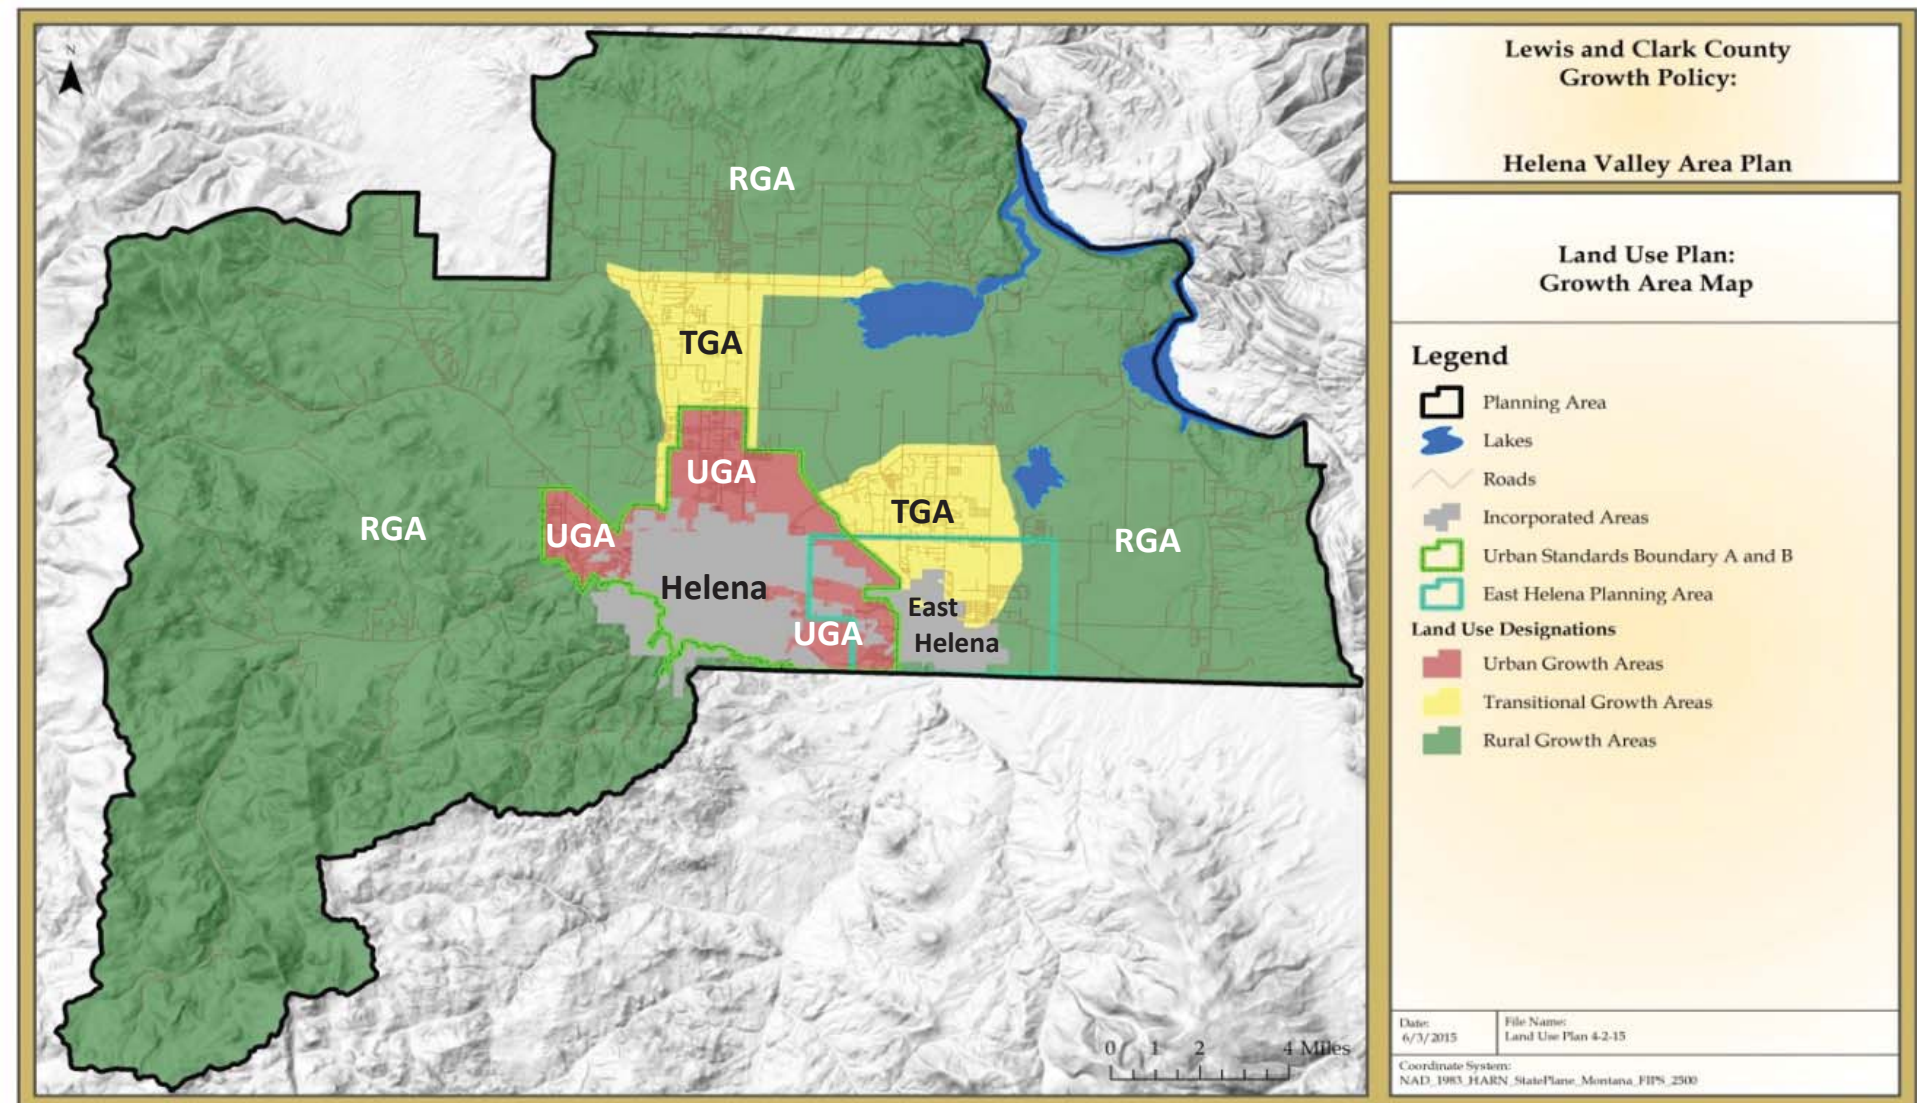 N
RGA
TGA
UGA
TGA
RGA
UGA
RGA
Helena
East
Helena
UGA
0 1 2 4 Miles
Lewis and Clark County
Growth Policy:
Helena Valley Area Plan
Land Use Plan:
Growth Area Map
Legend
Planning Area
Lakes
Roads
Incorporated Areas
Urban Standards Boundary A and B
East Helena Planning Area
Land Use Designations
Urban Growth Areas
Transitional Growth Areas
Rural Growth Areas
Date:
6/3/2015
File Name:
Land Use Plan 4-2-15
Coordinate System:
NAD_1983_HARN_StatePlane_Montana_FIPS_2500